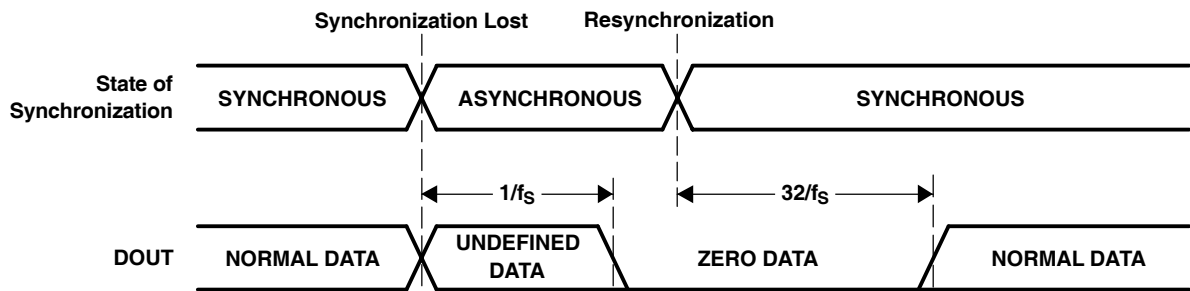 Synchronization Lost
Resynchronization
State of
Synchronization
SYNCHRONOUS
ASYNCHRONOUS
SYNCHRONOUS
1/fS
32/fS
DOUT
NORMAL DATA
UNDEFINED
DATA
ZERO DATA
NORMAL DATA